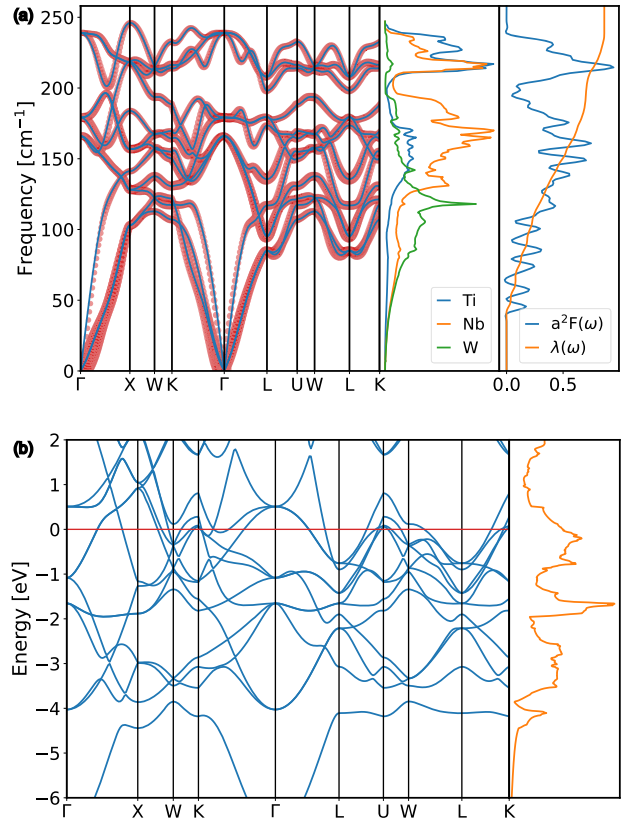 (a)
250
200
150
100
50
0
Frequency [cm⁻¹]
Γ X W K Γ L U W L K
Ti
Nb
W
0.0 0.5
a²F(ω)
λ(ω)
(b)
2
1
0
−1
−2
−3
−4
−5
−6
Energy [eV]
Γ X W K Γ L U W L K